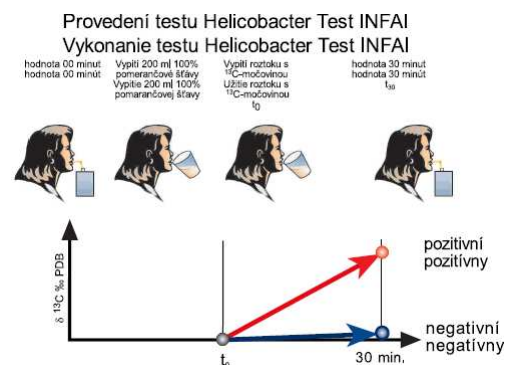 Provedení testu Helicobacter Test INFAI
Vykonanie testu Helicobacter Test INFAI
hodnota 00 minut
hodnota 00 minút
Vypití 200 ml 100%
pomerančové šťávy
Vypitie 200 ml 100%
pomarančovej šťavy
Vypití roztoku s
¹³C-močovinou
Užitie roztoku s
¹³C-močovinou
t₀
hodnota 30 minut
hodnota 30 minút
t₃₀
δ ¹³C ‰ PDB
pozitivní
pozitívny
negativní
negatívny
t₀
30 min.